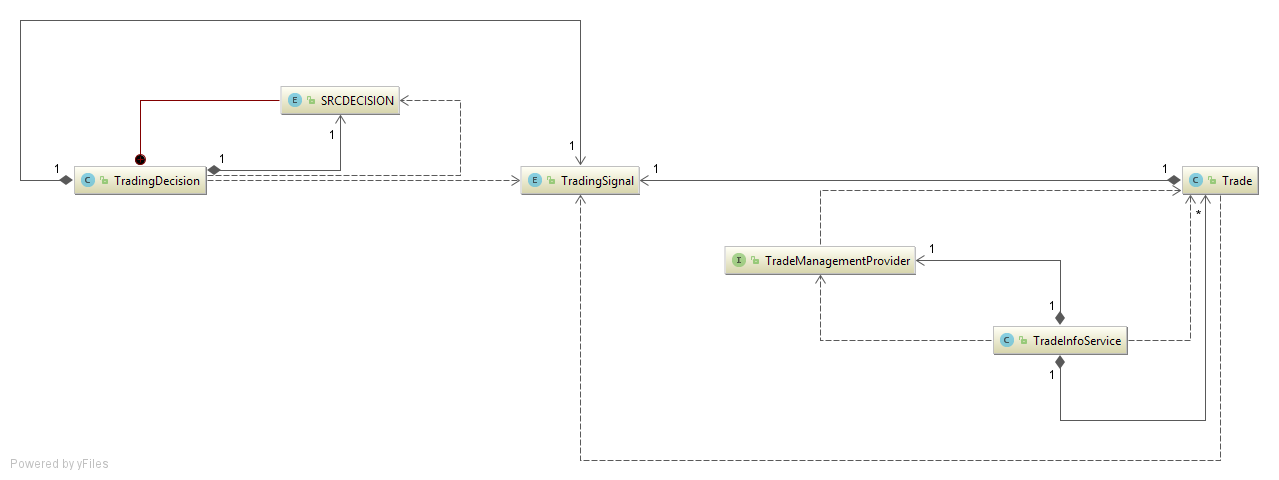 E SRCDECISION
1
1
1
1
1
1
1
C TradingDecision
E TradingSignal
C Trade
*
1
I TradeManagementProvider
1
C TradeInfoService
1
Powered by yFiles